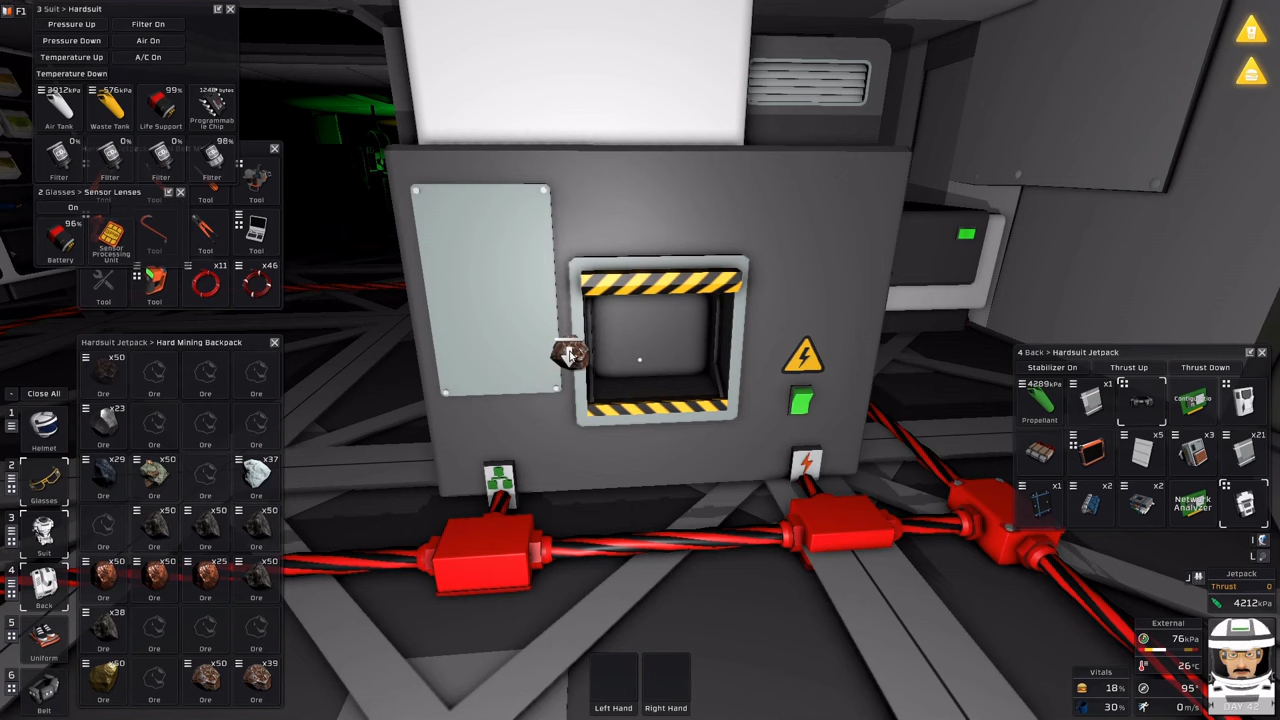 F1
3 Suit > Hardsuit
Pressure Up
Filter On
Pressure Down
Air On
Temperature Up
A/C On
Temperature Down
3912kPa
576kPa
99%
1248 bytes
Air Tank
Waste Tank
Life Support
Programmable Chip
0%
0%
0%
98%
Filter
Filter
Filter
Filter
2 Glasses > Sensor Lenses
On
96%
Battery
Sensor Processing Unit
Tool
Tool
Tool
Tool
Tool
Tool
x11
x46
Hardsuit Jetpack > Hard Mining Backpack
x50
Ore
Ore
Ore
Ore
x23
Ore
Ore
Ore
Ore
x29
x50
x37
Ore
Ore
Ore
Ore
x50
x50
x50
Ore
Ore
Ore
Ore
x50
x50
x25
x50
Ore
Ore
Ore
Ore
x38
Ore
Ore
Ore
Ore
x50
x39
Ore
Ore
Ore
Ore
Close All
1
Helmet
2
Glasses
3
Suit
4
Back
5
Uniform
6
Belt
4 Back > Hardsuit Jetpack
Stabilizer On
Thrust Up
Thrust Down
4289kPa
x1
Propellant
x5
x3
x21
x1
x2
x2
Network Analyzer
Left Hand
Right Hand
Jetpack
Thrust 0
4212kPa
External
76kPa
26°C
95°
0m/s
Vitals
18%
30%
DAY 42